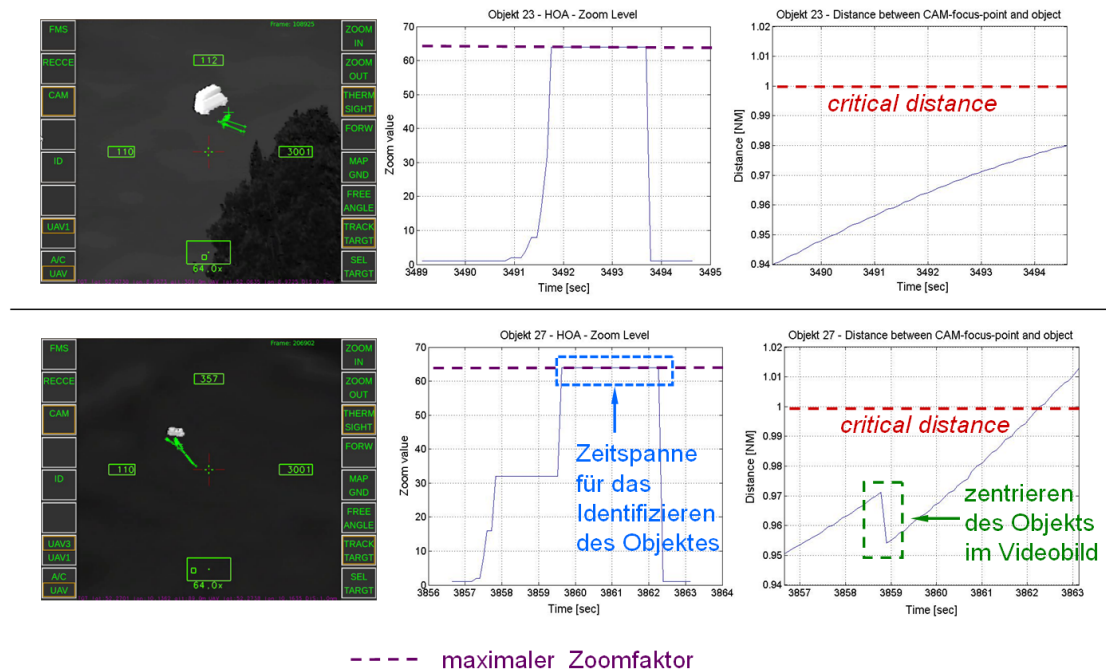 Frame: 108925
FMS
RECCE
CAM
ID
UAV1
A/C
UAV
112
110
3001
64.0x
ZOOM
IN
ZOOM
OUT
THERM
SIGHT
FORW
MAP
GND
FREE
ANGLE
TRACK
TARGT
SEL
TARGT
Objekt 23 - HOA - Zoom Level
Zoom value
70
60
50
40
30
20
10
0
3489 3490 3491 3492 3493 3494 3495
Time [sec]
Objekt 23 - Distance between CAM-focus-point and object
Distance [NM]
1.02
1.01
1
0.99
0.98
0.97
0.96
0.95
0.94
critical distance
3490 3491 3492 3493 3494
Time [sec]
Frame: 206902
FMS
RECCE
CAM
ID
UAV3
UAV1
A/C
UAV
357
110
3001
64.0x
ZOOM
IN
ZOOM
OUT
THERM
SIGHT
FORW
MAP
GND
FREE
ANGLE
TRACK
TARGT
SEL
TARGT
Objekt 27 - HOA - Zoom Level
Zoom value
70
60
50
40
30
20
10
0
Zeitspanne
für das
Identifizieren
des Objektes
3856 3857 3858 3859 3860 3861 3862 3863 3864
Time [sec]
Objekt 27 - Distance between CAM-focus-point and object
Distance [NM]
1.02
1.01
1
0.99
0.98
0.97
0.96
0.95
0.94
critical distance
zentrieren
des Objekts
im Videobild
3857 3858 3859 3860 3861 3862 3863
Time [sec]
maximaler Zoomfaktor